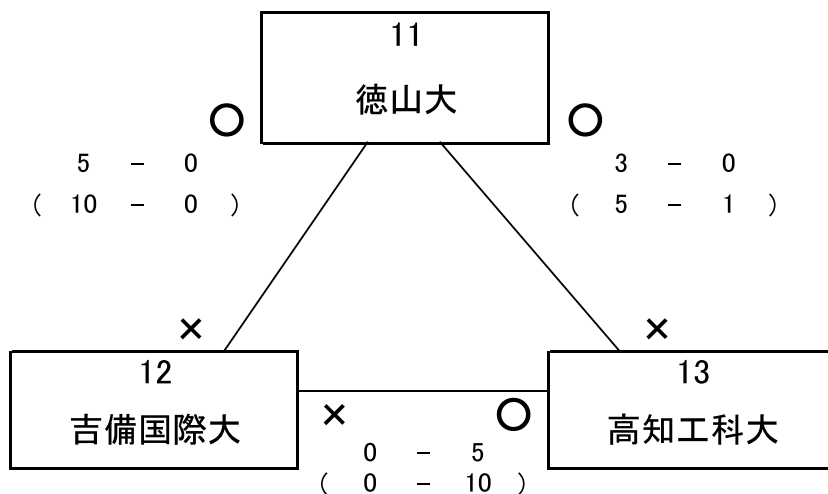 11
徳山大
○ ○
5 － 0
( 10 － 0 )
3 － 0
( 5 － 1 )
× ×
12
吉備国際大
13
高知工科大
× ○
0 － 5
( 0 － 10 )